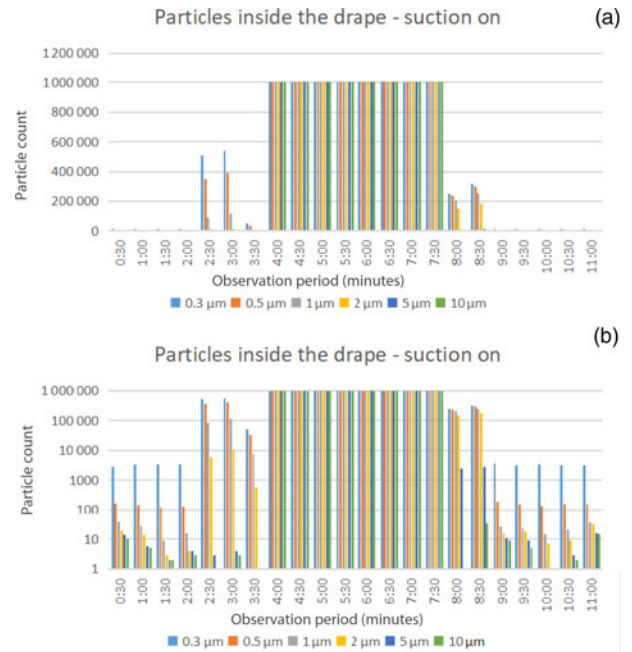 Particles inside the drape - suction on
(a)
1 200 000
1 000 000
800 000
600 000
400 000
200 000
0
Particle count
0:30 1:00 1:30 2:00 2:30 3:00 3:30 4:00 4:30 5:00 5:30 6:00 6:30 7:00 7:30 8:00 8:30 9:00 9:30 10:00 10:30 11:00
Observation period (minutes)
0.3 µm 0.5 µm 1 µm 2 µm 5 µm 10 µm
(b)
Particles inside the drape - suction on
1 000 000
100 000
10 000
1000
100
10
1
Particle count
0:30 1:00 1:30 2:00 2:30 3:00 3:30 4:00 4:30 5:00 5:30 6:00 6:30 7:00 7:30 8:00 8:30 9:00 9:30 10:00 10:30 11:00
Observation period (minutes)
0.3 µm 0.5 µm 1 µm 2 µm 5 µm 10 µm